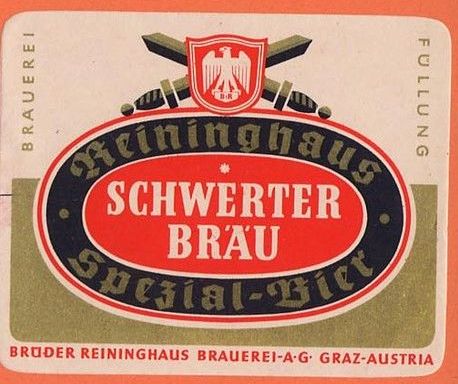 BRAUEREI
FÜLLUNG
B·R
Reininghaus
SCHWERTER
BRÄU
Spezial-Bier
BRÜDER REININGHAUS BRAUEREI-A·G· GRAZ-AUSTRIA